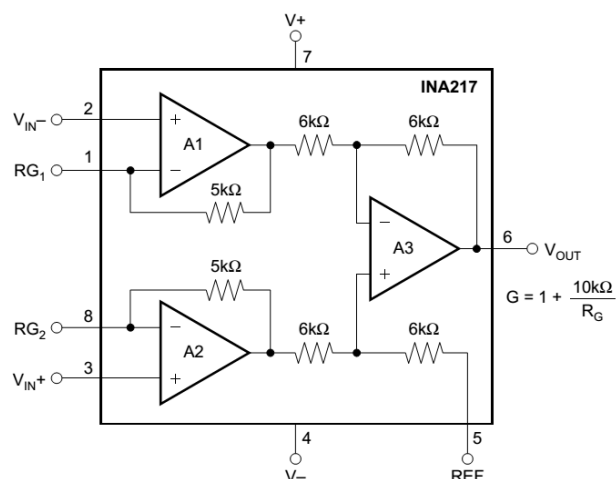 V+
7
INA217
VIN–
2
A1
6kΩ
6kΩ
RG1
1
5kΩ
A3
6
VOUT
G = 1 + 10kΩ
RG
5kΩ
RG2
8
A2
6kΩ
6kΩ
VIN+
3
4
5
V–
REF